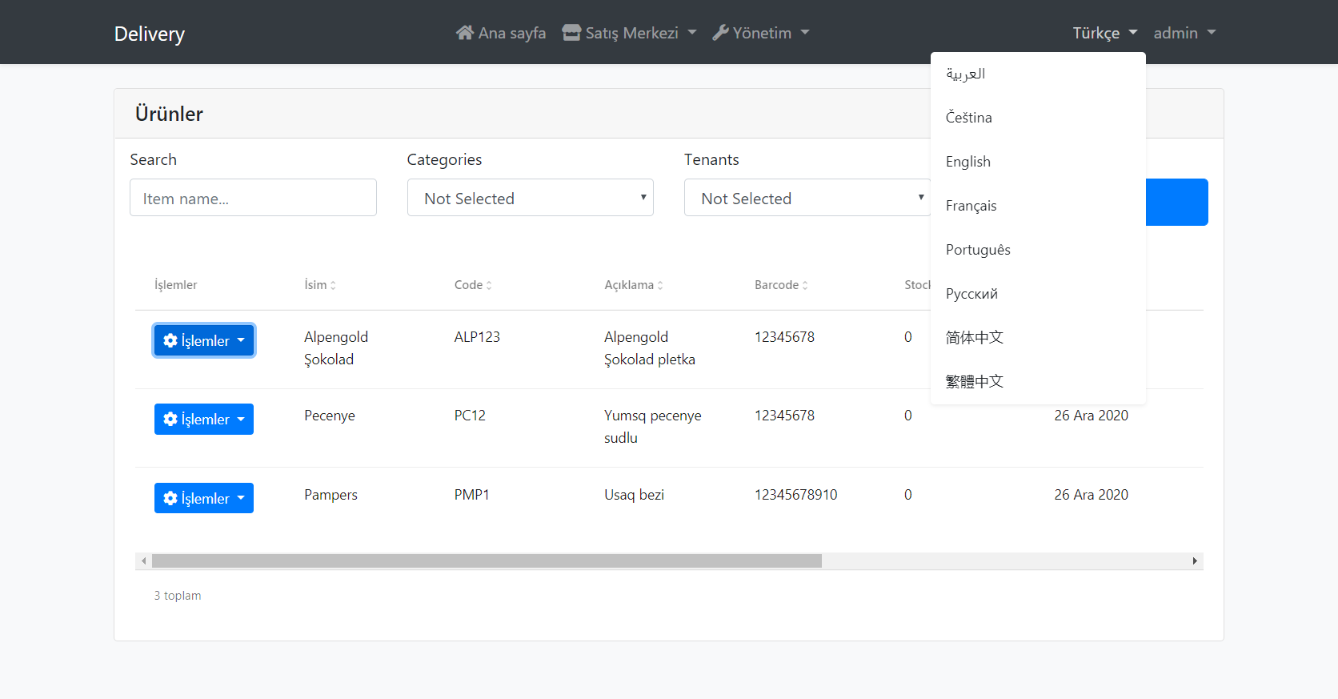 Delivery
Ana sayfa
Satış Merkezi
Yönetim
Türkçe
admin
العربية
Čeština
English
Français
Português
Русский
简体中文
繁體中文
Ürünler
Search
Categories
Tenants
Item name...
Not Selected
Not Selected
İşlemler
İsim
Code
Açıklama
Barcode
İşlemler
Alpengold
Şokolad
ALP123
Alpengold
Şokolad pletka
12345678
0
İşlemler
Pecenye
PC12
Yumsq pecenye
sudlu
12345678
0
26 Ara 2020
İşlemler
Pampers
PMP1
Usaq bezi
12345678910
0
26 Ara 2020
3 toplam